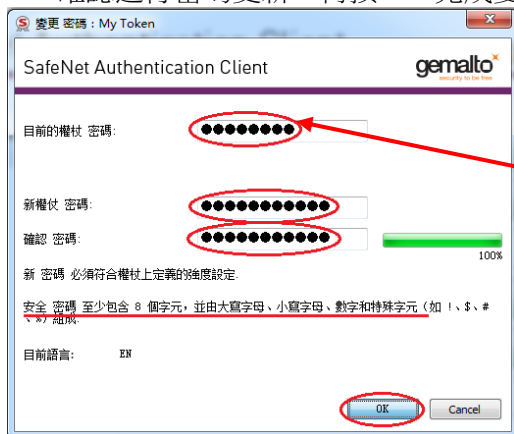 變更 密碼：My Token
SafeNet Authentication Client
gemalto
security to be free
目前的權杖 密碼:
新權仗 密碼:
確認 密碼:
100%
新 密碼 必須符合權杖上定義的強度設定.
安全 密碼 至少包含 8 個字元，並由大寫字母、小寫字母、數字和特殊字元（如 !、$、#
、%）組成.
目前語言: EN
OK
Cancel